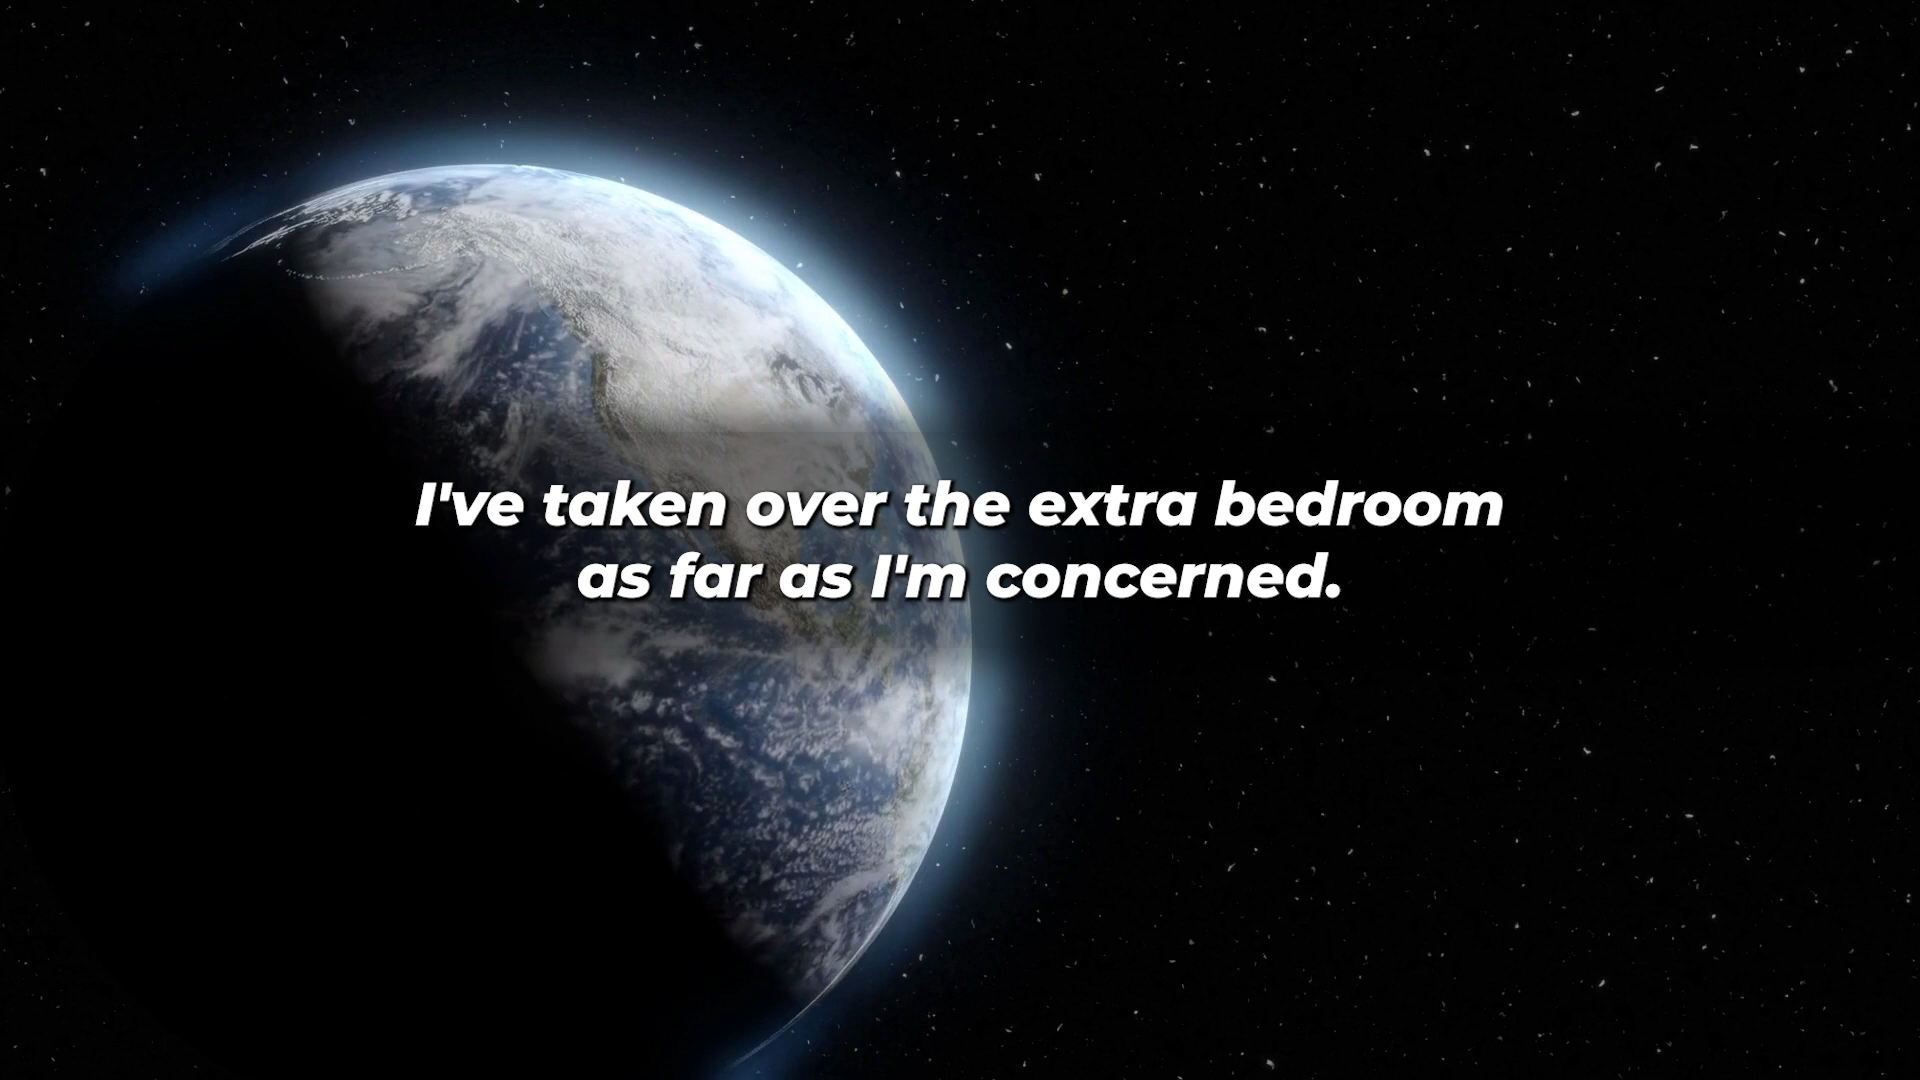 I've taken over the extra bedroom
as far as I'm concerned.